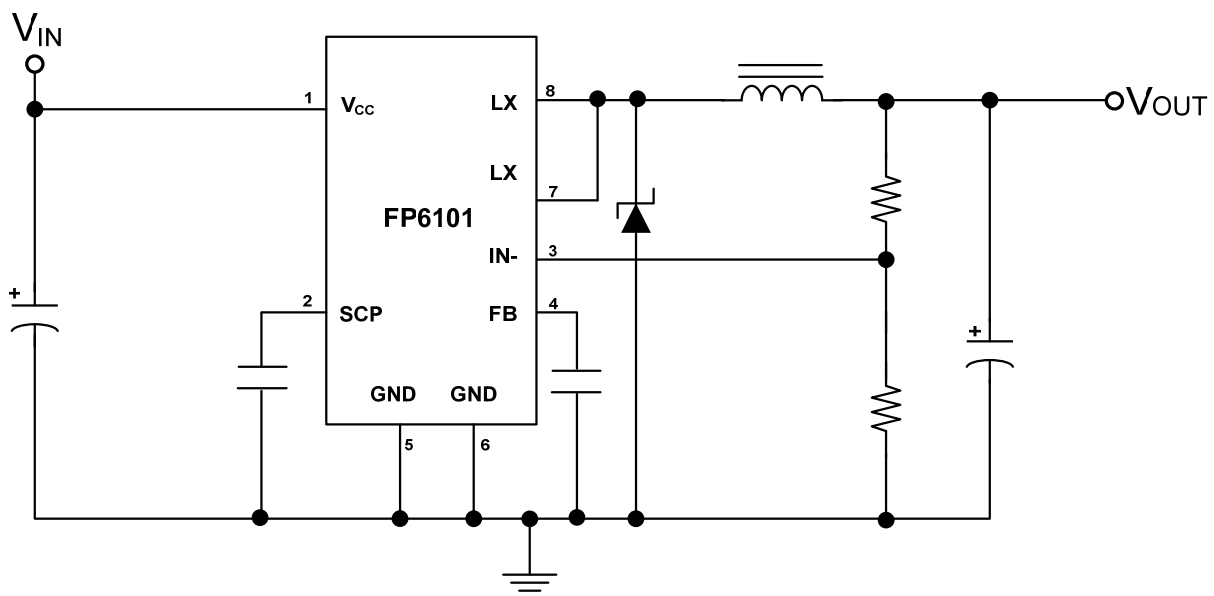 VIN
1
VCC
LX
8
VOUT
LX
7
FP6101
IN-
3
+
2
SCP
FB
4
+
GND
GND
5
6